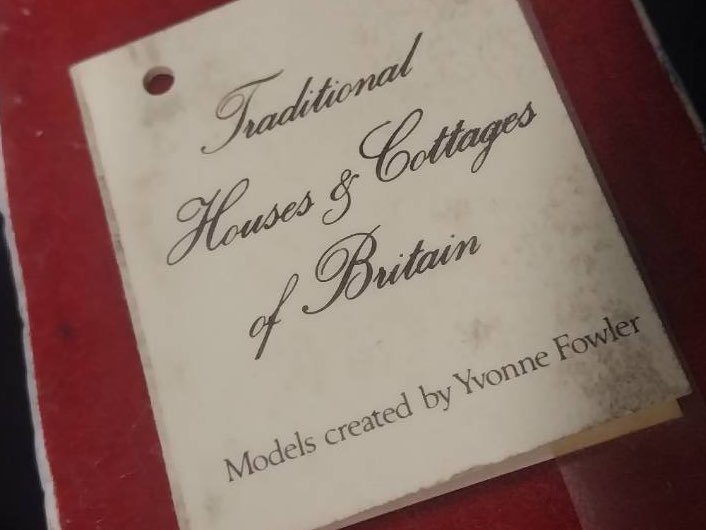 Traditional
Houses & Cottages
of Britain
Models created by Yvonne Fowler